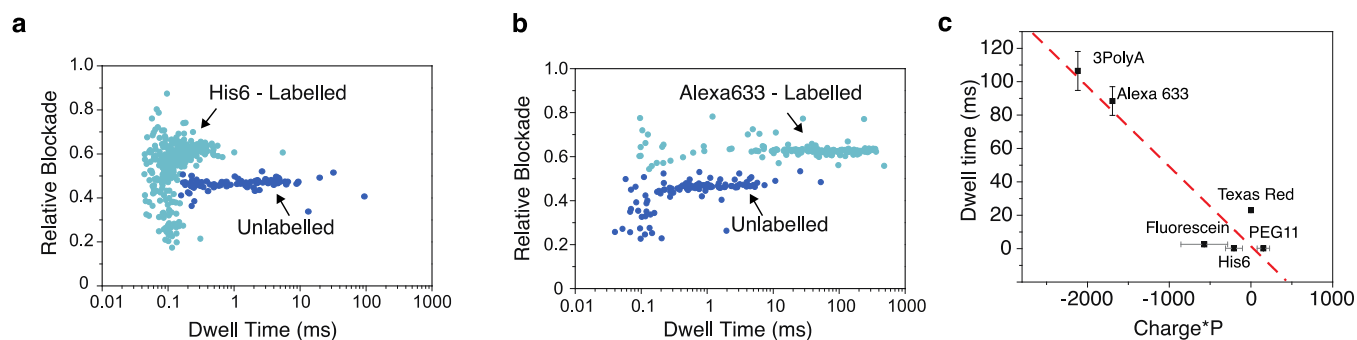 a
Relative Blockade
1.0
0.8
0.6
0.4
0.2
0
His6 - Labelled
Unlabelled
0.01
0.1
1
10
100
1000
Dwell Time (ms)
b
Relative Blockade
1.0
0.8
0.6
0.4
0.2
0
Alexa633 - Labelled
Unlabelled
0.01
0.1
1
10
100
1000
Dwell Time (ms)
c
Dwell time (ms)
120
100
80
60
40
20
0
3PolyA
Alexa 633
Texas Red
Fluorescein
PEG11
His6
-2000
-1000
0
1000
Charge*P